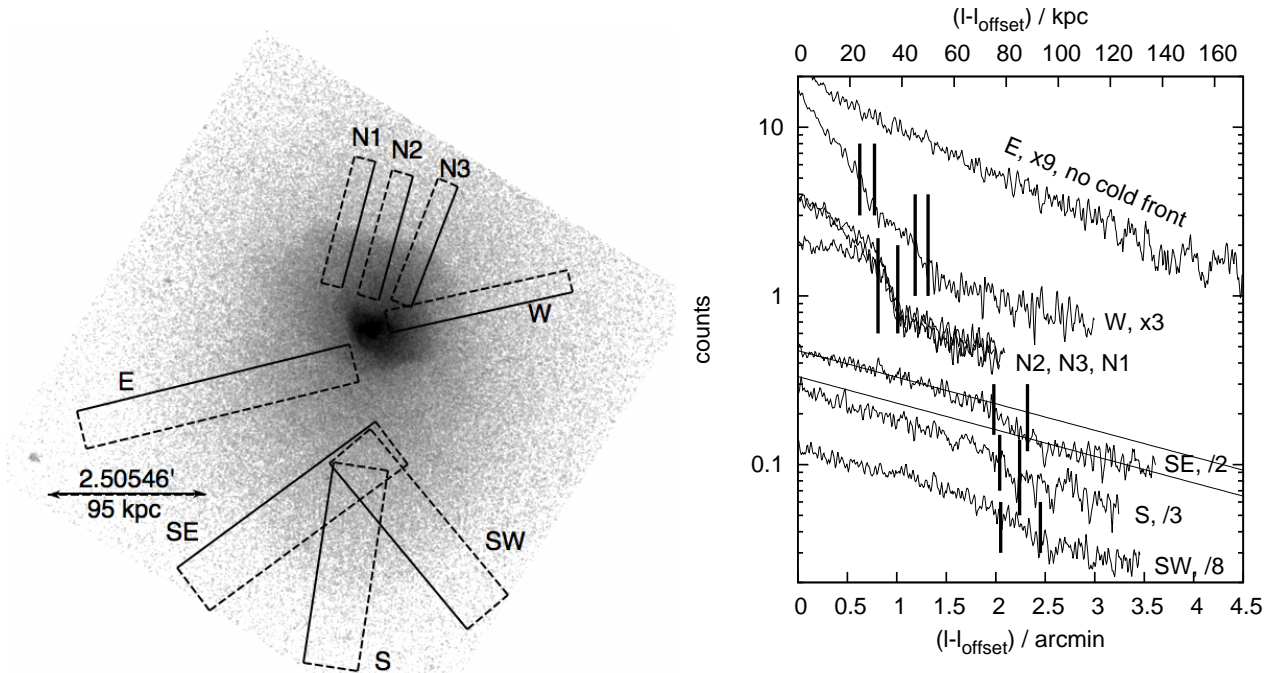 N1
N2
N3
W
E
2.50546'
95 kpc
SE
SW
S
(l-l_offset) / kpc
0 20 40 60 80 100 120 140 160
counts
10
1
0.1
E, x9, no cold front
W, x3
N2, N3, N1
SE, /2
S, /3
SW, /8
0 0.5 1 1.5 2 2.5 3 3.5 4 4.5
(l-l_offset) / arcmin